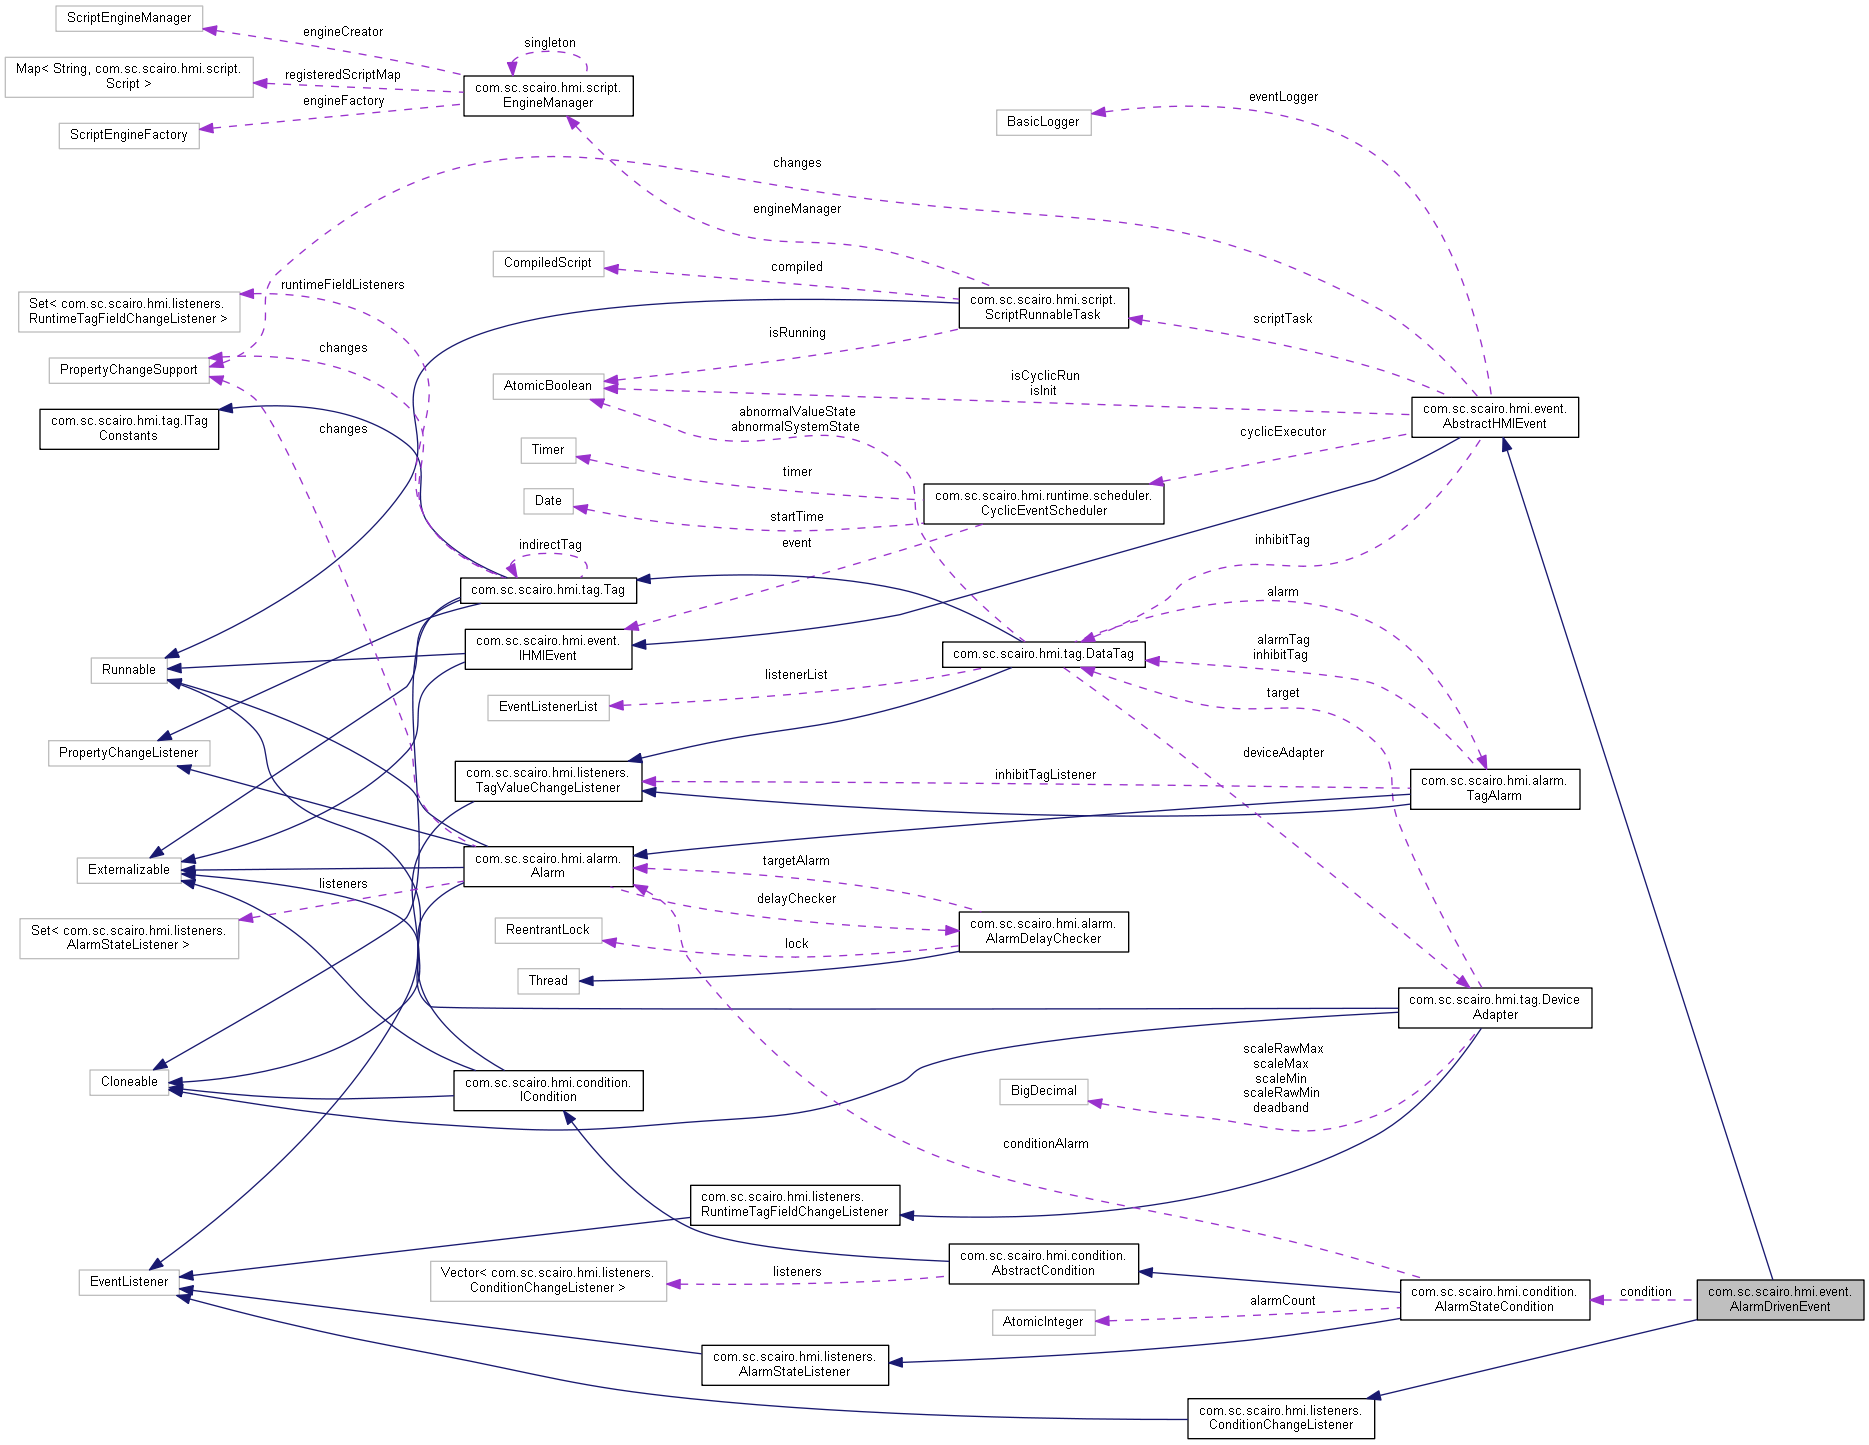 ScriptEngineManager
engineCreator
singleton
Map< String, com.sc.scairo.hmi.script.
Script >
registeredScriptMap
com.sc.scairo.hmi.script.
EngineManager
engineFactory
ScriptEngineFactory
eventLogger
BasicLogger
changes
engineManager
CompiledScript
compiled
runtimeFieldListeners
Set< com.sc.scairo.hmi.listeners.
RuntimeTagFieldChangeListener >
com.sc.scairo.hmi.script.
ScriptRunnableTask
scriptTask
isRunning
changes
PropertyChangeSupport
AtomicBoolean
isCyclicRun
isInit
com.sc.scairo.hmi.event.
AbstractHMIEvent
com.sc.scairo.hmi.tag.ITag
Constants
changes
abnormalValueState
abnormalSystemState
cyclicExecutor
Timer
timer
Date
startTime
com.sc.scairo.hmi.runtime.scheduler.
CyclicEventScheduler
indirectTag
event
inhibitTag
com.sc.scairo.hmi.tag.Tag
alarm
com.sc.scairo.hmi.event.
IHMIEvent
com.sc.scairo.hmi.tag.DataTag
alarmTag
inhibitTag
Runnable
listenerList
EventListenerList
target
PropertyChangeListener
deviceAdapter
com.sc.scairo.hmi.listeners.
TagValueChangeListener
inhibitTagListener
com.sc.scairo.hmi.alarm.
TagAlarm
Externalizable
com.sc.scairo.hmi.alarm.
Alarm
targetAlarm
listeners
delayChecker
Set< com.sc.scairo.hmi.listeners.
AlarmStateListener >
ReentrantLock
lock
com.sc.scairo.hmi.alarm.
AlarmDelayChecker
Thread
com.sc.scairo.hmi.tag.Device
Adapter
scaleRawMax
scaleMax
scaleMin
scaleRawMin
deadband
Cloneable
com.sc.scairo.hmi.condition.
ICondition
BigDecimal
conditionAlarm
com.sc.scairo.hmi.listeners.
RuntimeTagFieldChangeListener
EventListener
Vector< com.sc.scairo.hmi.listeners.
ConditionChangeListener >
listeners
com.sc.scairo.hmi.condition.
AbstractCondition
alarmCount
AtomicInteger
com.sc.scairo.hmi.condition.
AlarmStateCondition
condition
com.sc.scairo.hmi.event.
AlarmDrivenEvent
com.sc.scairo.hmi.listeners.
AlarmStateListener
com.sc.scairo.hmi.listeners.
ConditionChangeListener